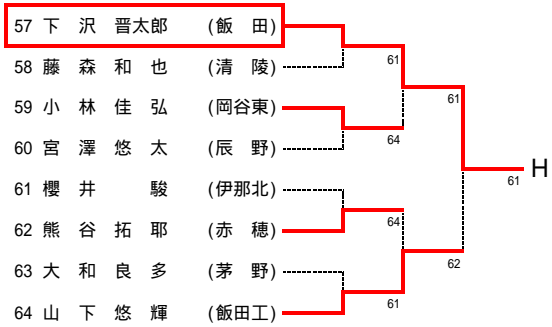 57 下 沢 晋太郎 (飯 田)
58 藤 森 和 也 (清 陵)
61
59 小 林 佳 弘 (岡谷東)
61
64
60 宮 澤 悠 太 (辰 野)
H
61
61 櫻 井 駿 (伊那北)
64
62 熊 谷 拓 耶 (赤 穂)
62
63 大 和 良 多 (茅 野)
61
64 山 下 悠 輝 (飯田工)